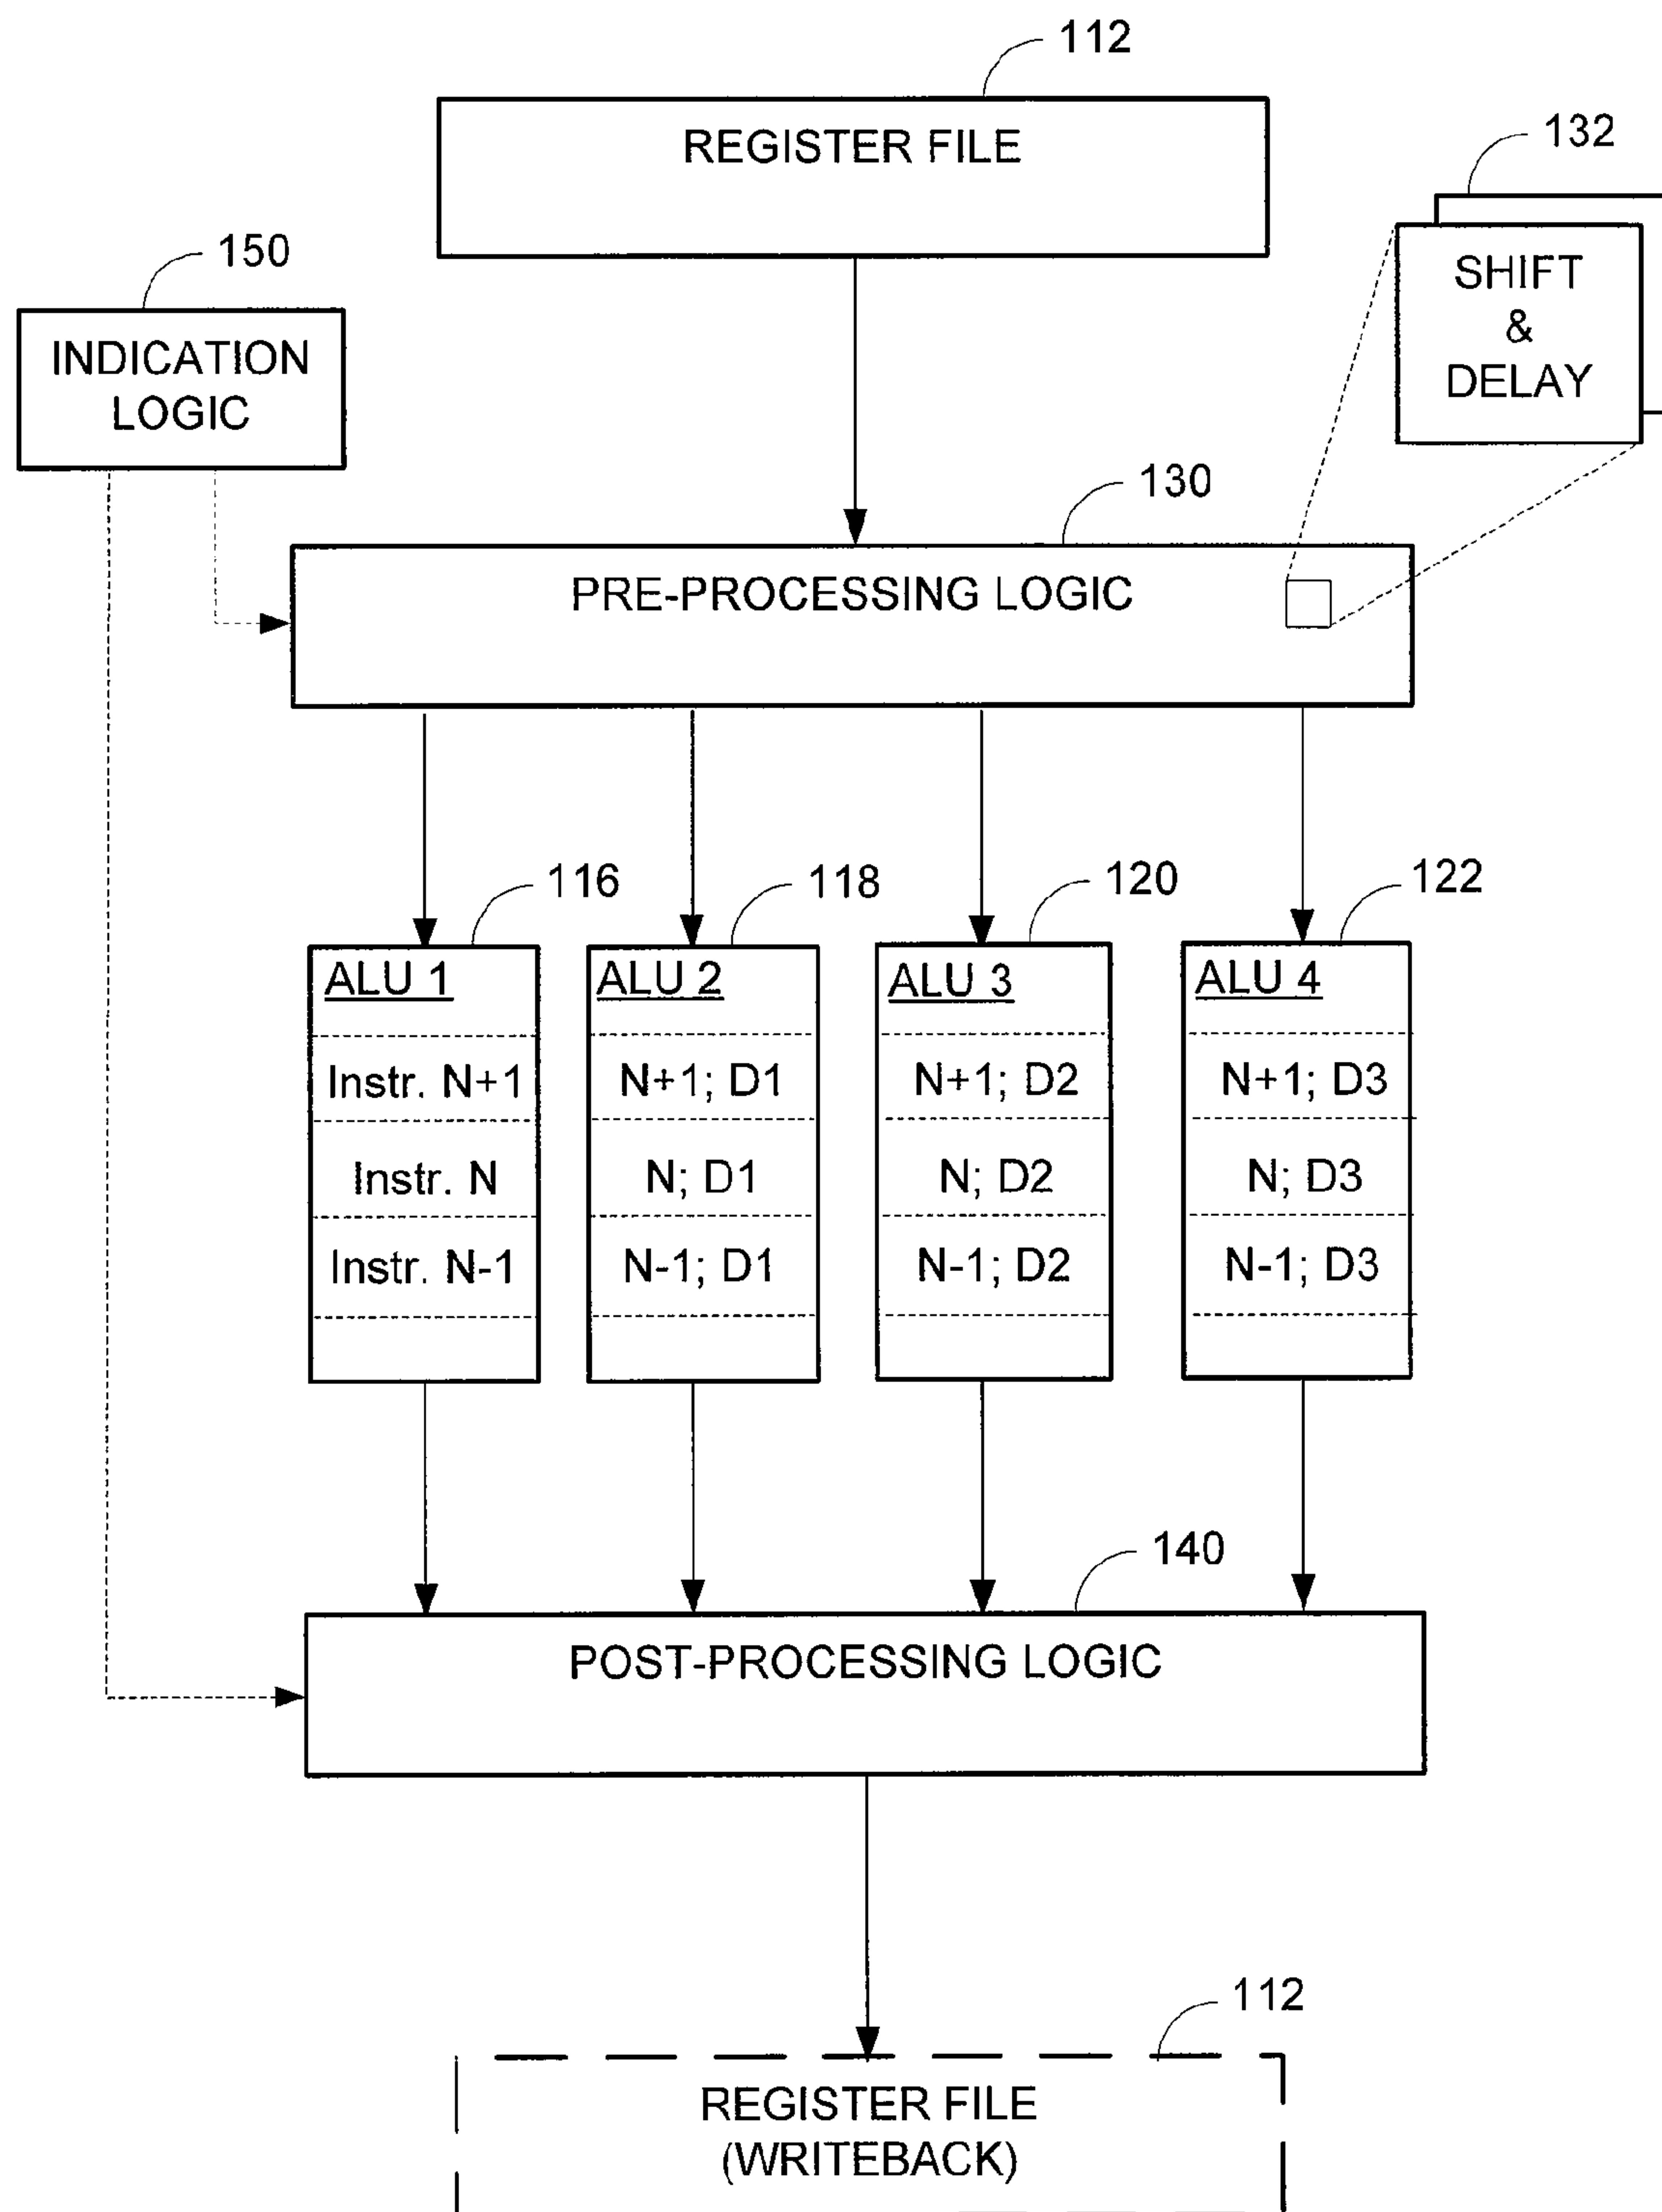 112
REGISTER FILE
132
150
SHIFT
&
DELAY
INDICATION
LOGIC
130
PRE-PROCESSING LOGIC
116
118
120
122
ALU 1
ALU 2
ALU 3
ALU 4
Instr. N+1
N+1; D1
N+1; D2
N+1; D3
Instr. N
N; D1
N; D2
N; D3
Instr. N-1
N-1; D1
N-1; D2
N-1; D3
140
POST-PROCESSING LOGIC
112
REGISTER FILE
(WRITEBACK)